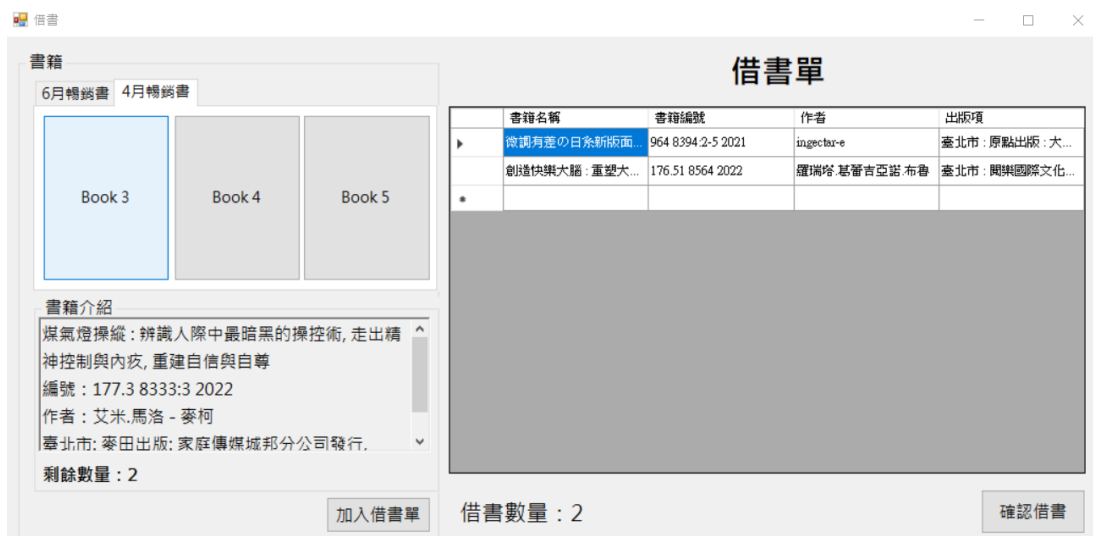 借書
書籍
6月暢銷書 4月暢銷書
Book 3 Book 4 Book 5
書籍介紹
煤氣燈操縱 : 辨識人際中最暗黑的操控術, 走出精
神控制與內疚, 重建自信與自尊
編號：177.3 8333:3 2022
作者：艾米.馬洛 - 麥柯
臺北市: 麥田出版: 家庭傳媒城邦分公司發行,
剩餘數量：2
加入借書單
借書單
書籍名稱 書籍編號 作者 出版項
微調有差の日系新版面... 964 8394:2-5 2021 ingectar-e 臺北市 : 原點出版 : 大...
創造快樂大腦 : 重塑大... 176.51 8564 2022 羅瑞塔.葛蕾吉亞諾.布魯 臺北市 : 閱樂國際文化...
借書數量：2
確認借書